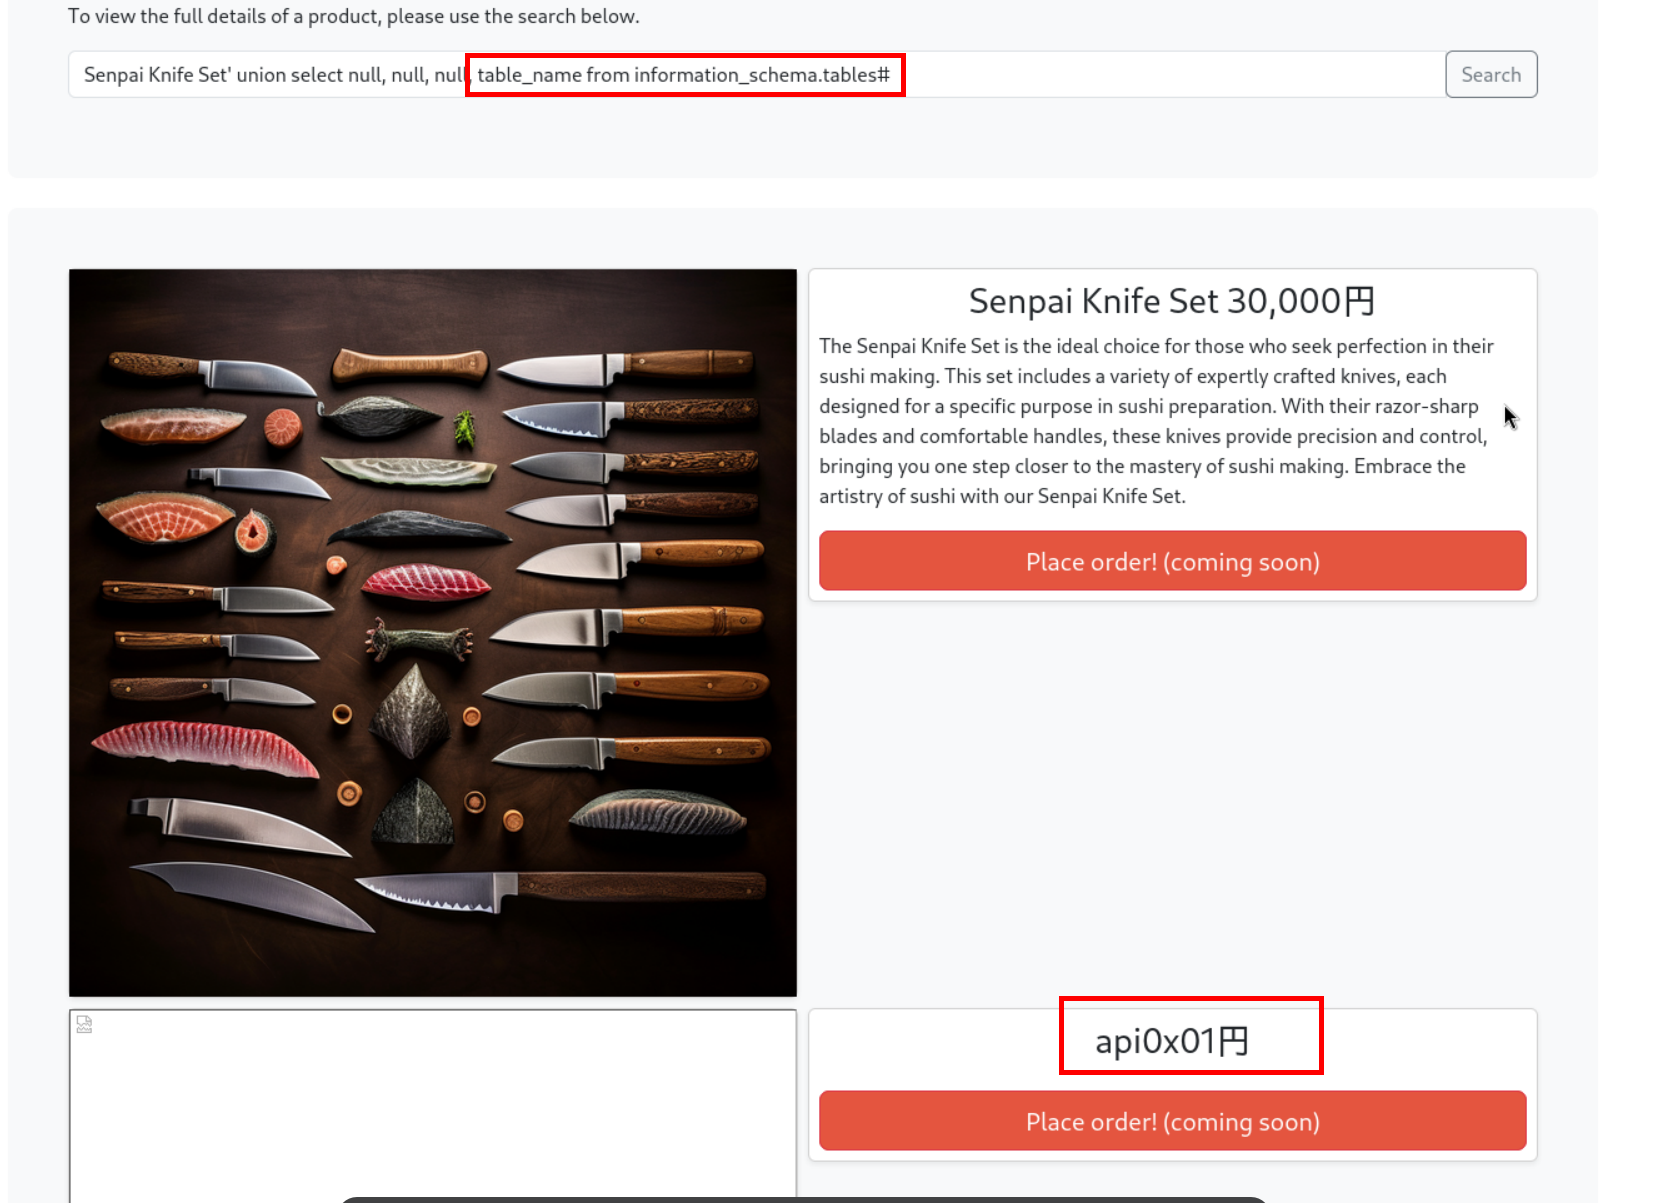 To view the full details of a product, please use the search below.
Senpai Knife Set' union select null, null, null, table_name from information_schema.tables#
Search
Senpai Knife Set 30,000円
The Senpai Knife Set is the ideal choice for those who seek perfection in their
sushi making. This set includes a variety of expertly crafted knives, each
designed for a specific purpose in sushi preparation. With their razor-sharp
blades and comfortable handles, these knives provide precision and control,
bringing you one step closer to the mastery of sushi making. Embrace the
artistry of sushi with our Senpai Knife Set.
Place order! (coming soon)
api0x01円
Place order! (coming soon)